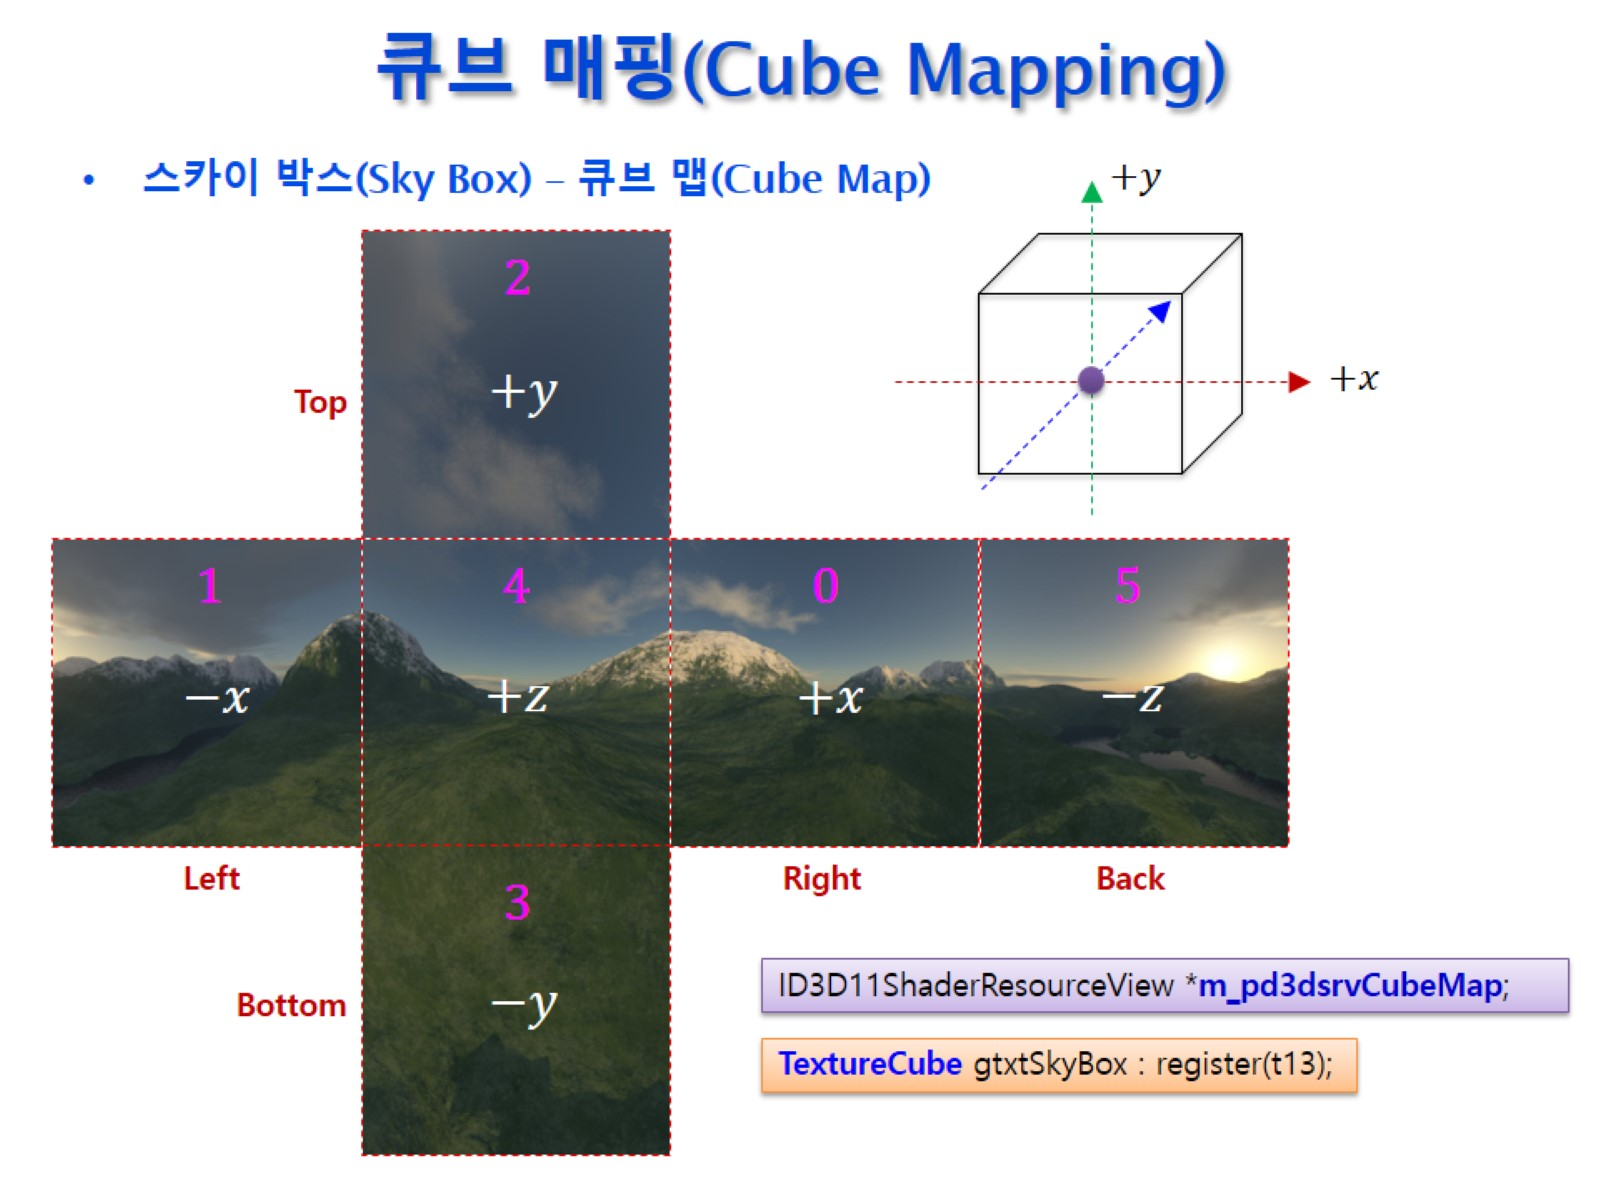 큐브 매핑(Cube Mapping)
• 스카이 박스(Sky Box) – 큐브 맵(Cube Map)
+y
+x
2
+y
Top
1
4
0
5
−x
+z
+x
−z
Left
Right
Back
3
−y
Bottom
ID3D11ShaderResourceView *m_pd3dsrvCubeMap;
TextureCube gtxtSkyBox : register(t13);